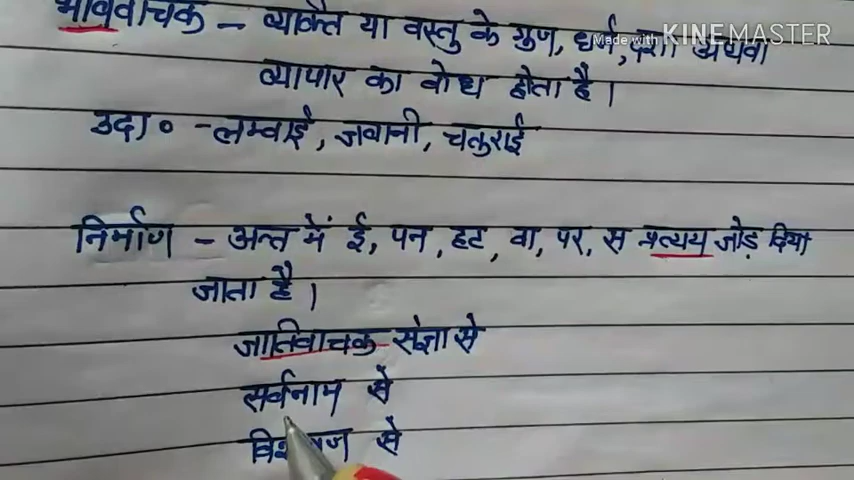 भाववाचक - व्यक्ति या वस्तु के गुण, धर्म, दशा अथवा
Made with KINEMASTER
व्यापार का बोध होता है।
उदा० - लम्बाई, जवानी, चतुराई
निर्माण - अन्त में ई, पन, हट, वा, पर, स प्रत्यय जोड़ दिया
जाता है।
जातिवाचक संज्ञा से
सर्वनाम से
से